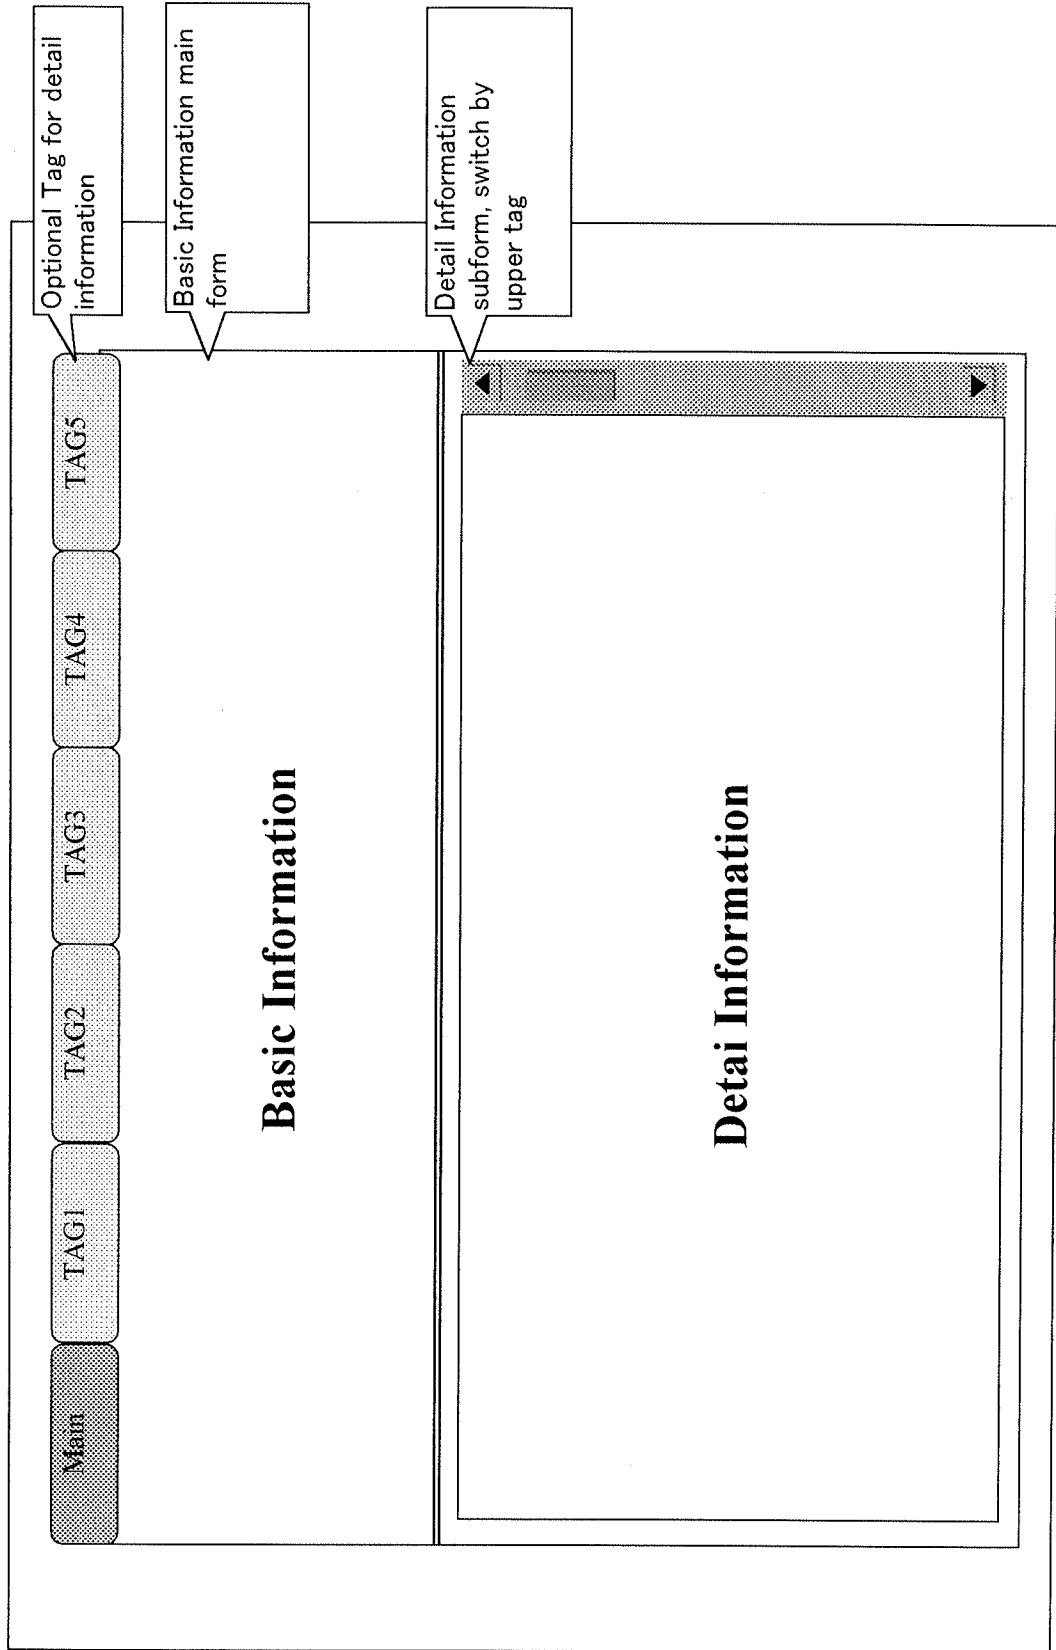 Main
TAG1
TAG2
TAG3
TAG4
TAG5
Optional Tag for detail
information
Basic Information
Basic Information main
form
Detai Information
Detail Information
subform, switch by
upper tag